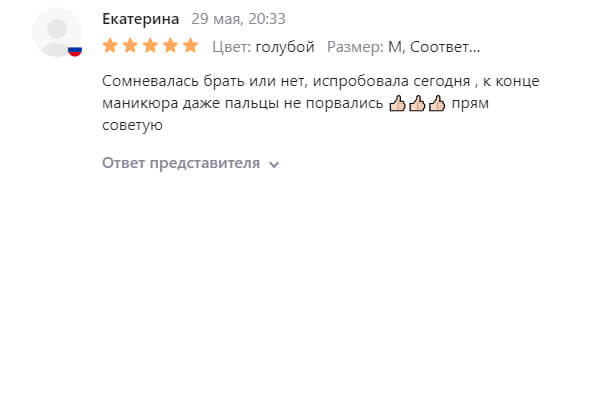 Екатерина 29 мая, 20:33
Цвет: голубой Размер: M, Соответ...
Сомневалась брать или нет, испробовала сегодня , к конце
маникюра даже пальцы не порвались 👍👍👍 прям
советую
Ответ представителя